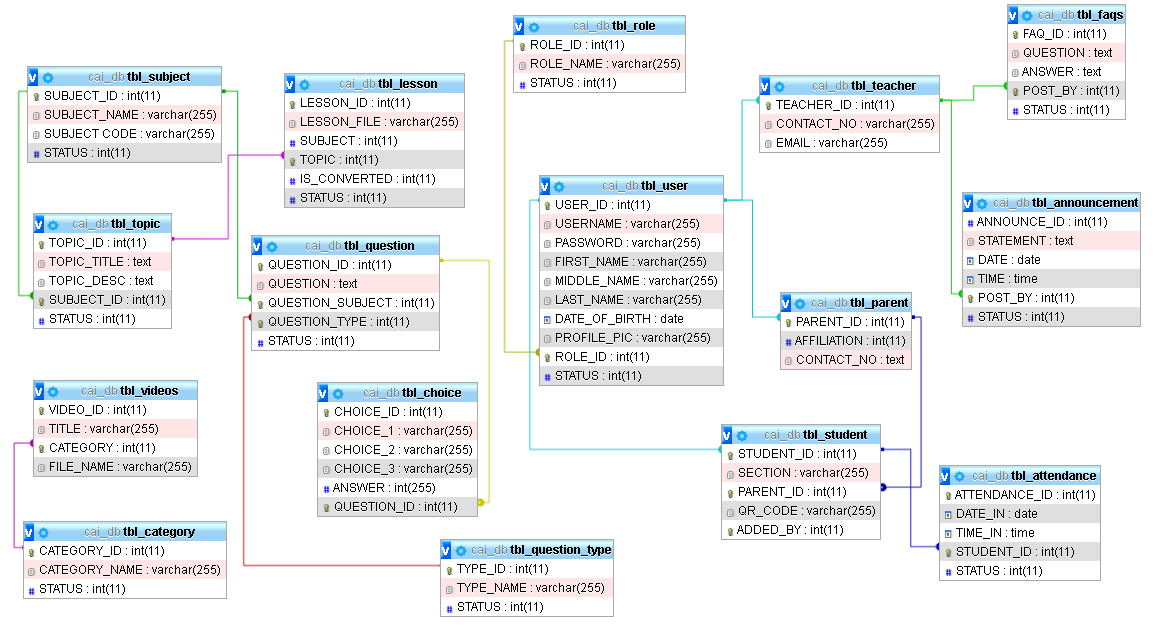 cai_db tbl_subject
SUBJECT_ID : int(11)
SUBJECT_NAME : varchar(255)
SUBJECT CODE : varchar(255)
STATUS : int(11)
cai_db tbl_lesson
LESSON_ID : int(11)
LESSON_FILE : varchar(255)
SUBJECT : int(11)
TOPIC : int(11)
IS_CONVERTED : int(11)
STATUS : int(11)
cai_db tbl_role
ROLE_ID : int(11)
ROLE_NAME : varchar(255)
STATUS : int(11)
cai_db tbl_teacher
TEACHER_ID : int(11)
CONTACT_NO : varchar(255)
EMAIL : varchar(255)
cai_db tbl_faqs
FAQ_ID : int(11)
QUESTION : text
ANSWER : text
POST_BY : int(11)
STATUS : int(11)
cai_db tbl_topic
TOPIC_ID : int(11)
TOPIC_TITLE : text
TOPIC_DESC : text
SUBJECT_ID : int(11)
STATUS : int(11)
cai_db tbl_question
QUESTION_ID : int(11)
QUESTION : text
QUESTION_SUBJECT : int(11)
QUESTION_TYPE : int(11)
STATUS : int(11)
cai_db tbl_user
USER_ID : int(11)
USERNAME : varchar(255)
PASSWORD : varchar(255)
FIRST_NAME : varchar(255)
MIDDLE_NAME : varchar(255)
LAST_NAME : varchar(255)
DATE_OF_BIRTH : date
PROFILE_PIC : varchar(255)
ROLE_ID : int(11)
STATUS : int(11)
cai_db tbl_announcement
ANNOUNCE_ID : int(11)
STATEMENT : text
DATE : date
TIME : time
POST_BY : int(11)
STATUS : int(11)
cai_db tbl_parent
PARENT_ID : int(11)
AFFILIATION : int(11)
CONTACT_NO : text
cai_db tbl_videos
VIDEO_ID : int(11)
TITLE : varchar(255)
CATEGORY : int(11)
FILE_NAME : varchar(255)
cai_db tbl_choice
CHOICE_ID : int(11)
CHOICE_1 : varchar(255)
CHOICE_2 : varchar(255)
CHOICE_3 : varchar(255)
ANSWER : int(255)
QUESTION_ID : int(11)
cai_db tbl_student
STUDENT_ID : int(11)
SECTION : varchar(255)
PARENT_ID : int(11)
QR_CODE : varchar(255)
ADDED_BY : int(11)
cai_db tbl_attendance
ATTENDANCE_ID : int(11)
DATE_IN : date
TIME_IN : time
STUDENT_ID : int(11)
STATUS : int(11)
cai_db tbl_category
CATEGORY_ID : int(11)
CATEGORY_NAME : varchar(255)
STATUS : int(11)
cai_db tbl_question_type
TYPE_ID : int(11)
TYPE_NAME : varchar(255)
STATUS : int(11)